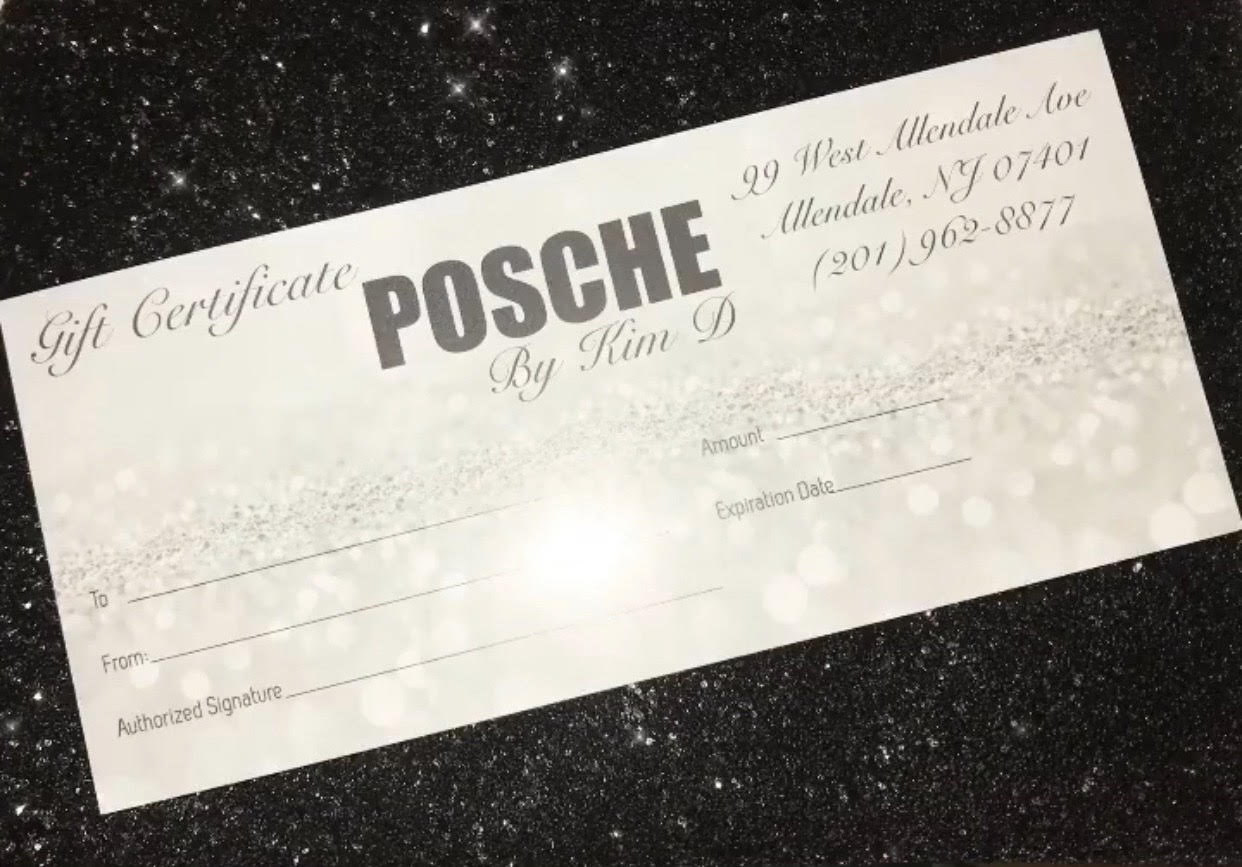 Gift Certificate
POSCHE
By Kim D
99 West Allendale Ave
Allendale, NJ 07401
(201) 962-8877
Amount
Expiration Date
To
From:
Authorized Signature